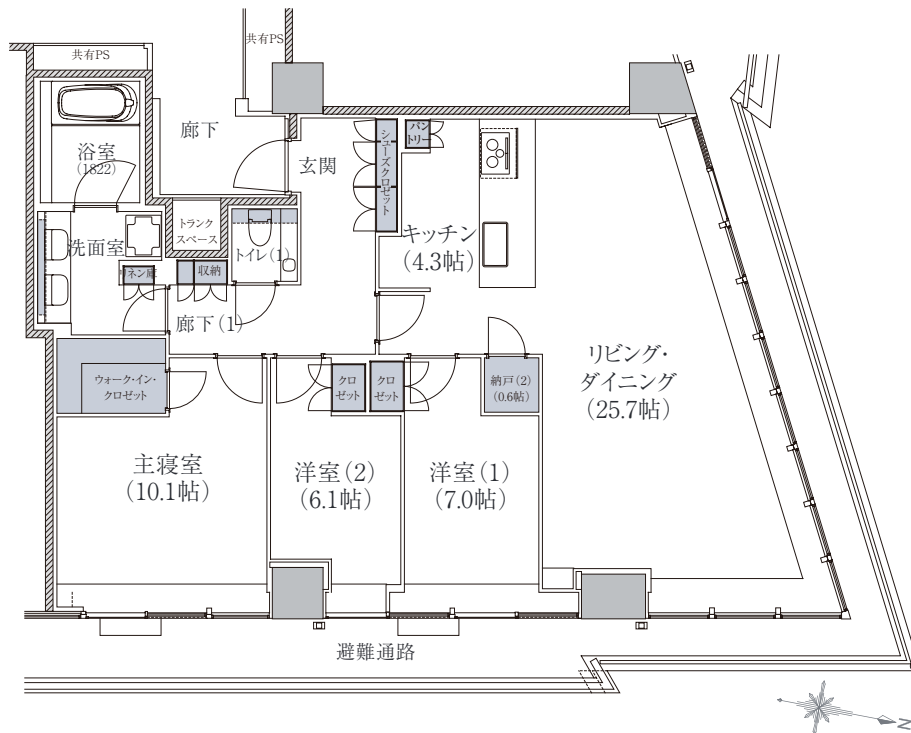 共有PS
共有PS
廊下
浴室
(1822)
玄関
シューズクロゼット
パン
トリー
キッチン
(4.3帖)
洗面室
トランク
スペース
トイレ(1)
リネン庫
収納
廊下(1)
リビング・
ダイニング
(25.7帖)
ウォーク・イン・
クロゼット
クロ
ゼット
クロ
ゼット
納戸(2)
(0.6帖)
主寝室
(10.1帖)
洋室(2)
(6.1帖)
洋室(1)
(7.0帖)
避難通路
N